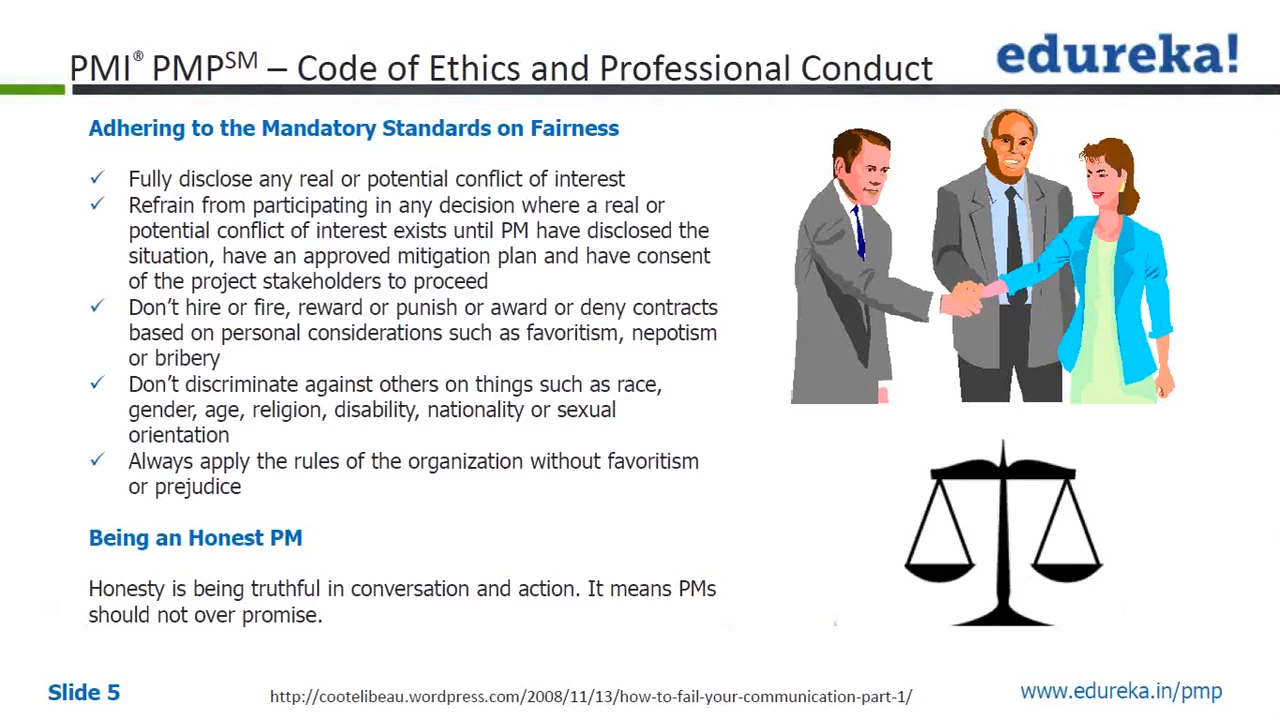 PMI® PMPSM – Code of Ethics and Professional Conduct
edureka!
Adhering to the Mandatory Standards on Fairness
✓ Fully disclose any real or potential conflict of interest
✓ Refrain from participating in any decision where a real or
potential conflict of interest exists until PM have disclosed the
situation, have an approved mitigation plan and have consent
of the project stakeholders to proceed
✓ Don't hire or fire, reward or punish or award or deny contracts
based on personal considerations such as favoritism, nepotism
or bribery
✓ Don't discriminate against others on things such as race,
gender, age, religion, disability, nationality or sexual
orientation
✓ Always apply the rules of the organization without favoritism
or prejudice
Being an Honest PM
Honesty is being truthful in conversation and action. It means PMs
should not over promise.
Slide 5
http://cootelibeau.wordpress.com/2008/11/13/how-to-fail-your-communication-part-1/
www.edureka.in/pmp